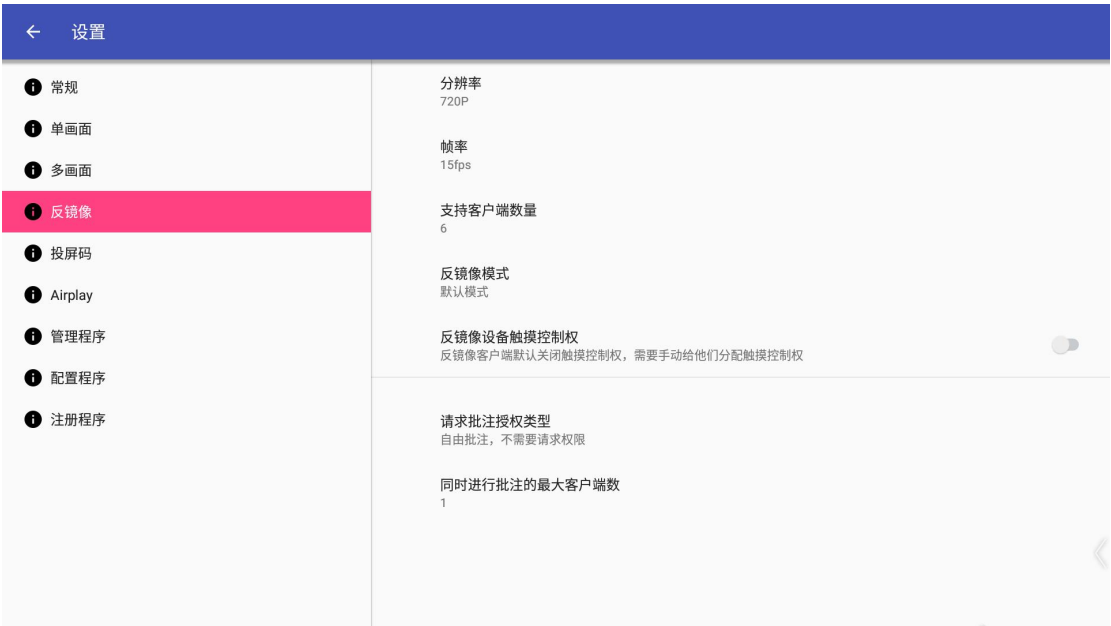 设置
常规
单画面
多画面
反镜像
投屏码
Airplay
管理程序
配置程序
注册程序
分辨率
720P
帧率
15fps
支持客户端数量
6
反镜像模式
默认模式
反镜像设备触摸控制权
反镜像客户端默认关闭触摸控制权，需要手动给他们分配触摸控制权
请求批注授权类型
自由批注，不需要请求权限
同时进行批注的最大客户端数
1